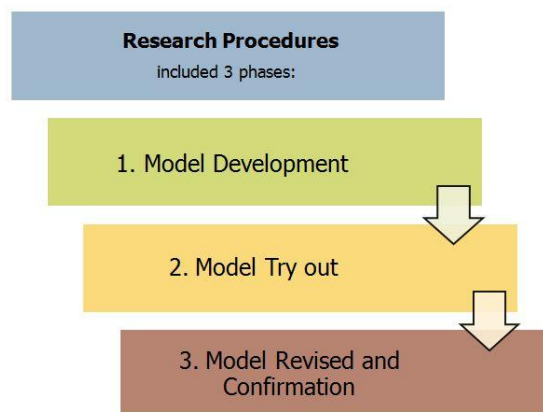 Research Procedures
included 3 phases:
1. Model Development
2. Model Try out
3. Model Revised and
Confirmation